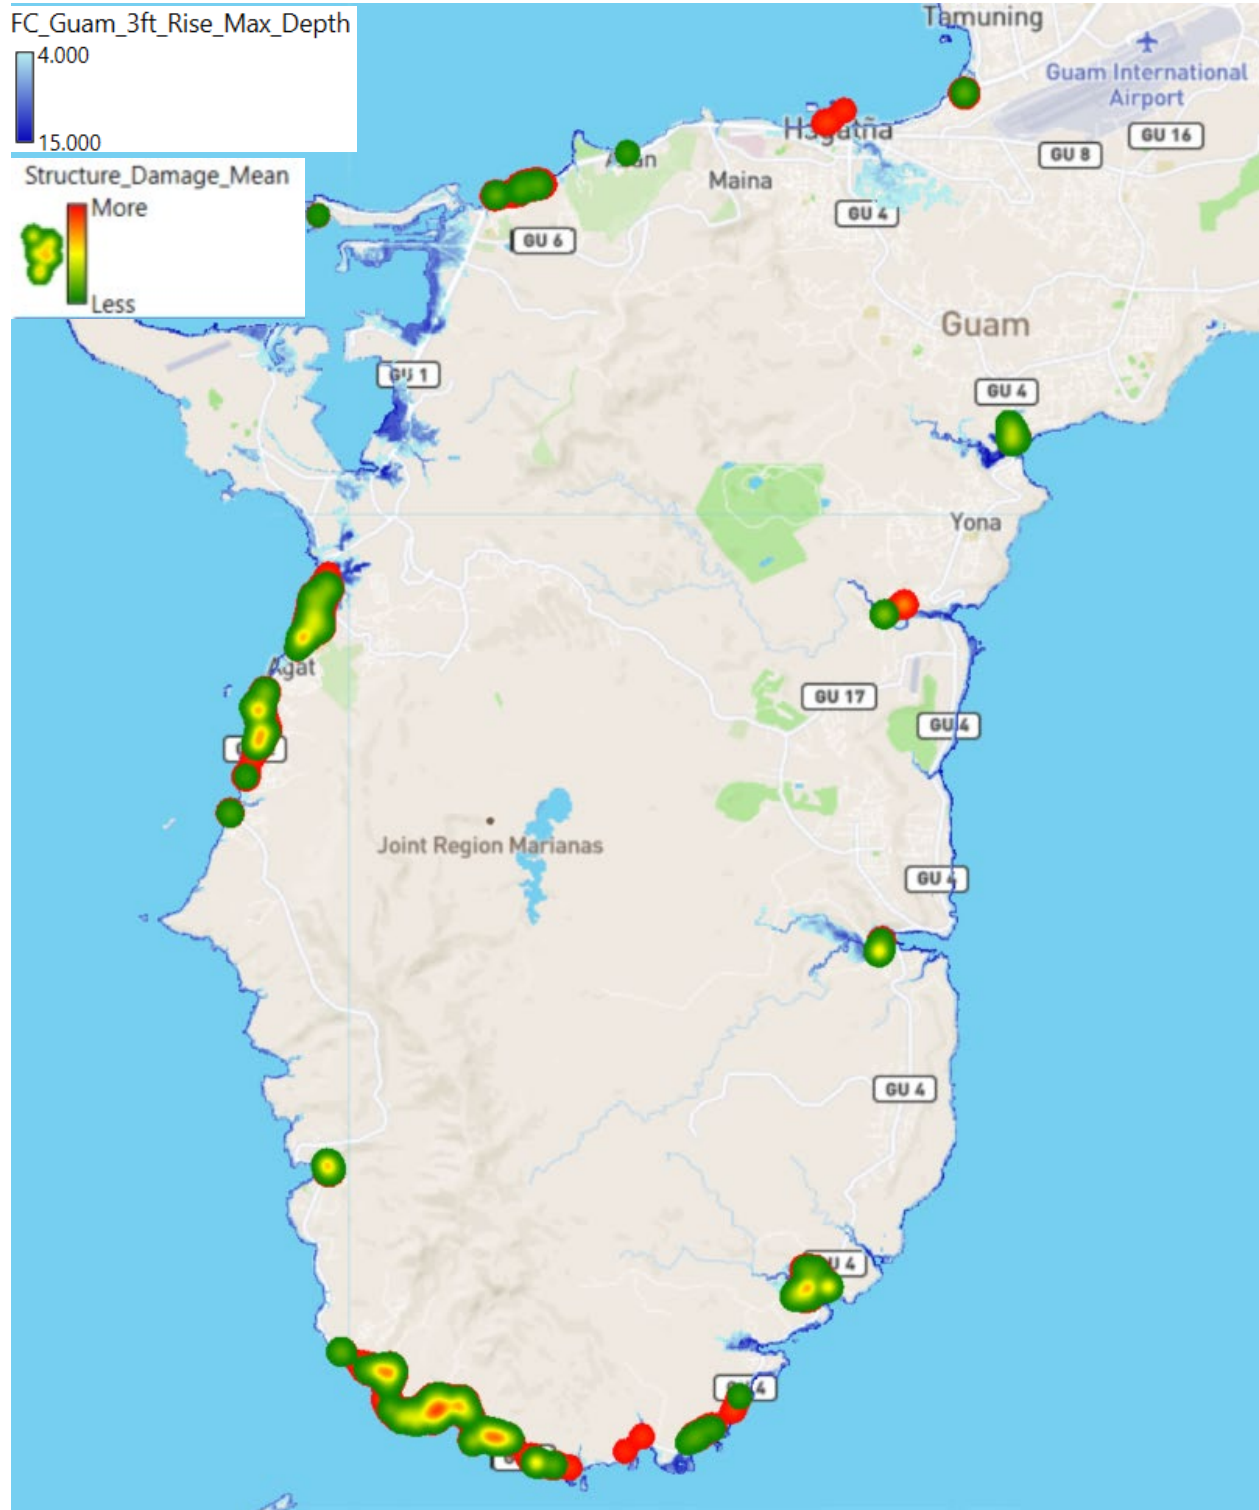 FC_Guam_3ft_Rise_Max_Depth
4.000
15.000
Structure_Damage_Mean
More
Less
Tamuning
Guam International
Airport
GU 16
GU 8
Maina
GU 4
GU 6
Guam
GU 1
GU 4
Yona
Agat
GU 17
GU 4
Joint Region Marianas
GU 4
GU 4